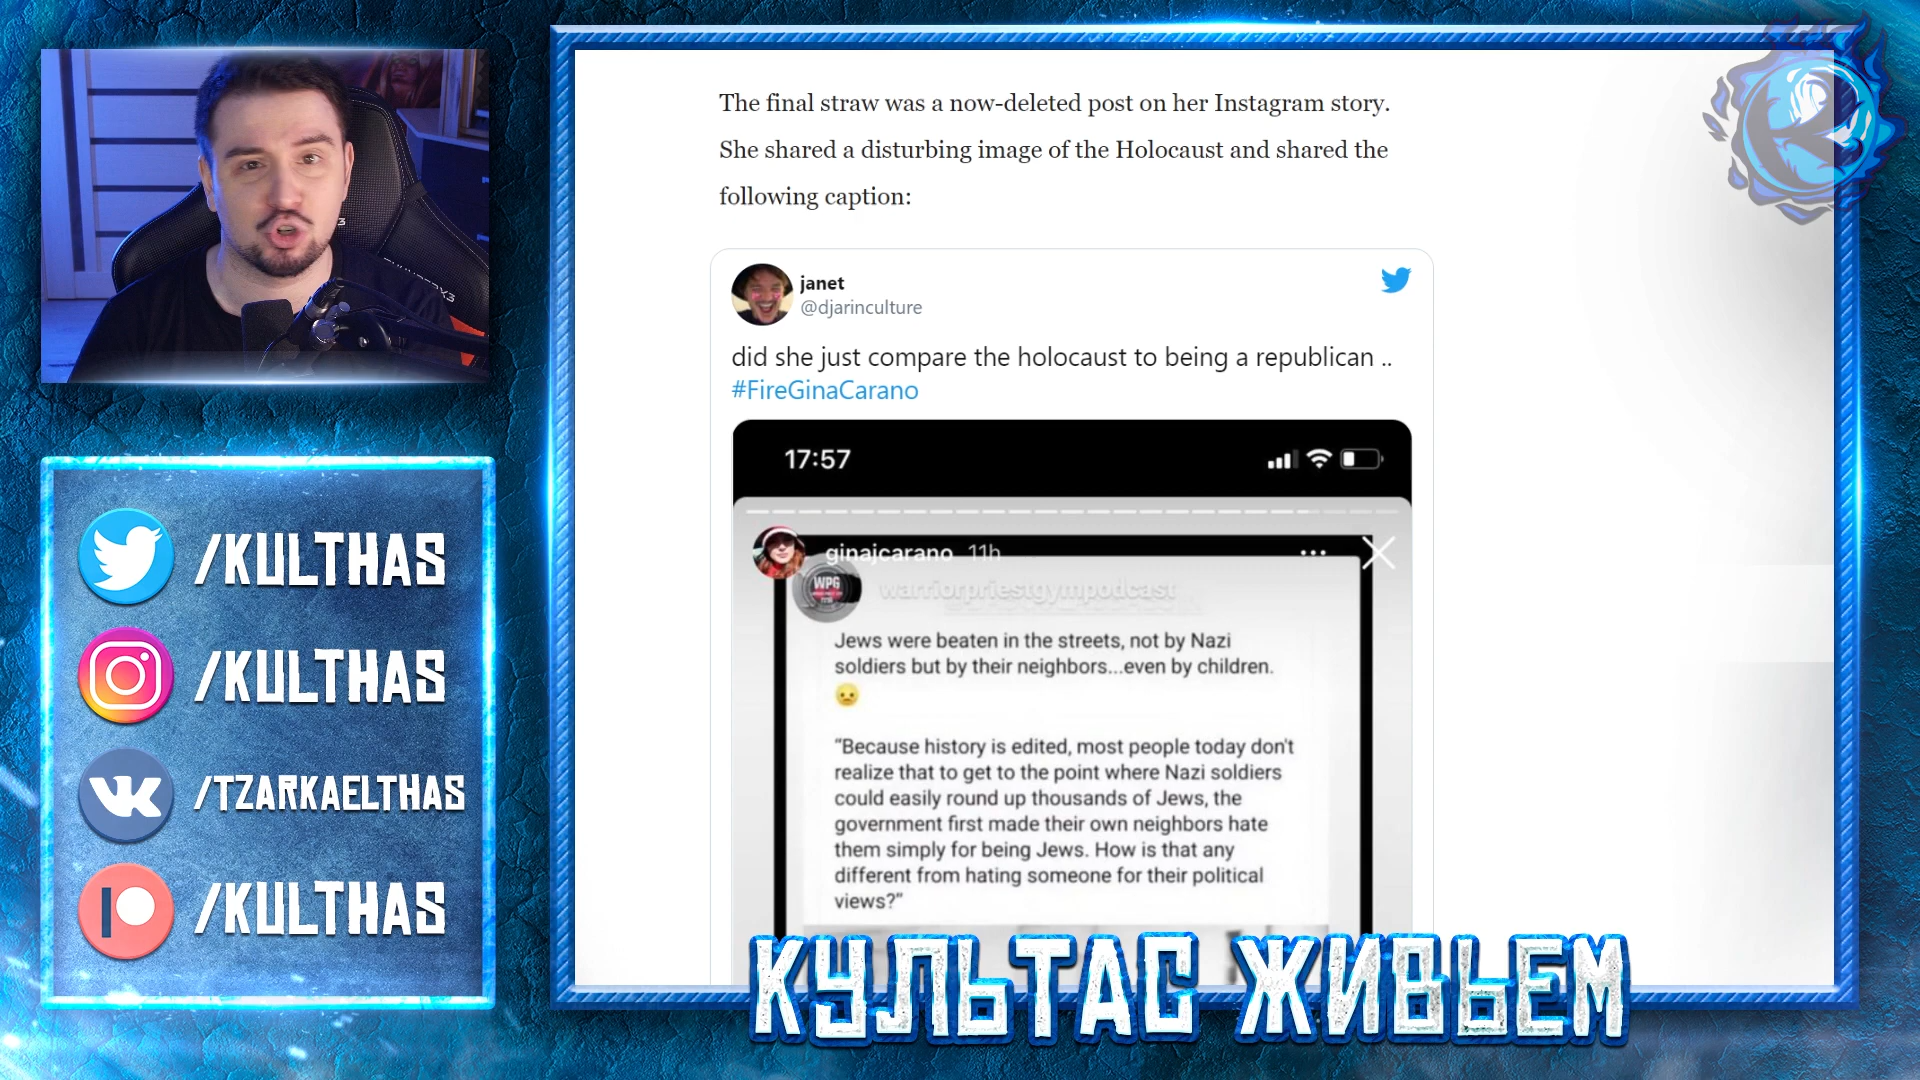 The final straw was a now-deleted post on her Instagram story.
She shared a disturbing image of the Holocaust and shared the
following caption:
janet
@djarinculture
did she just compare the holocaust to being a republican ..
#FireGinaCarano
17:57
ginajcarano 11h
WPG
warriorpriestgympodcast
Jews were beaten in the streets, not by Nazi
soldiers but by their neighbors...even by children.
“Because history is edited, most people today don't
realize that to get to the point where Nazi soldiers
could easily round up thousands of Jews, the
government first made their own neighbors hate
them simply for being Jews. How is that any
different from hating someone for their political
views?”
/KULTHAS
/KULTHAS
/TZARKAELTHAS
/KULTHAS
КУЛЬТАС ЖИВЬЕМ